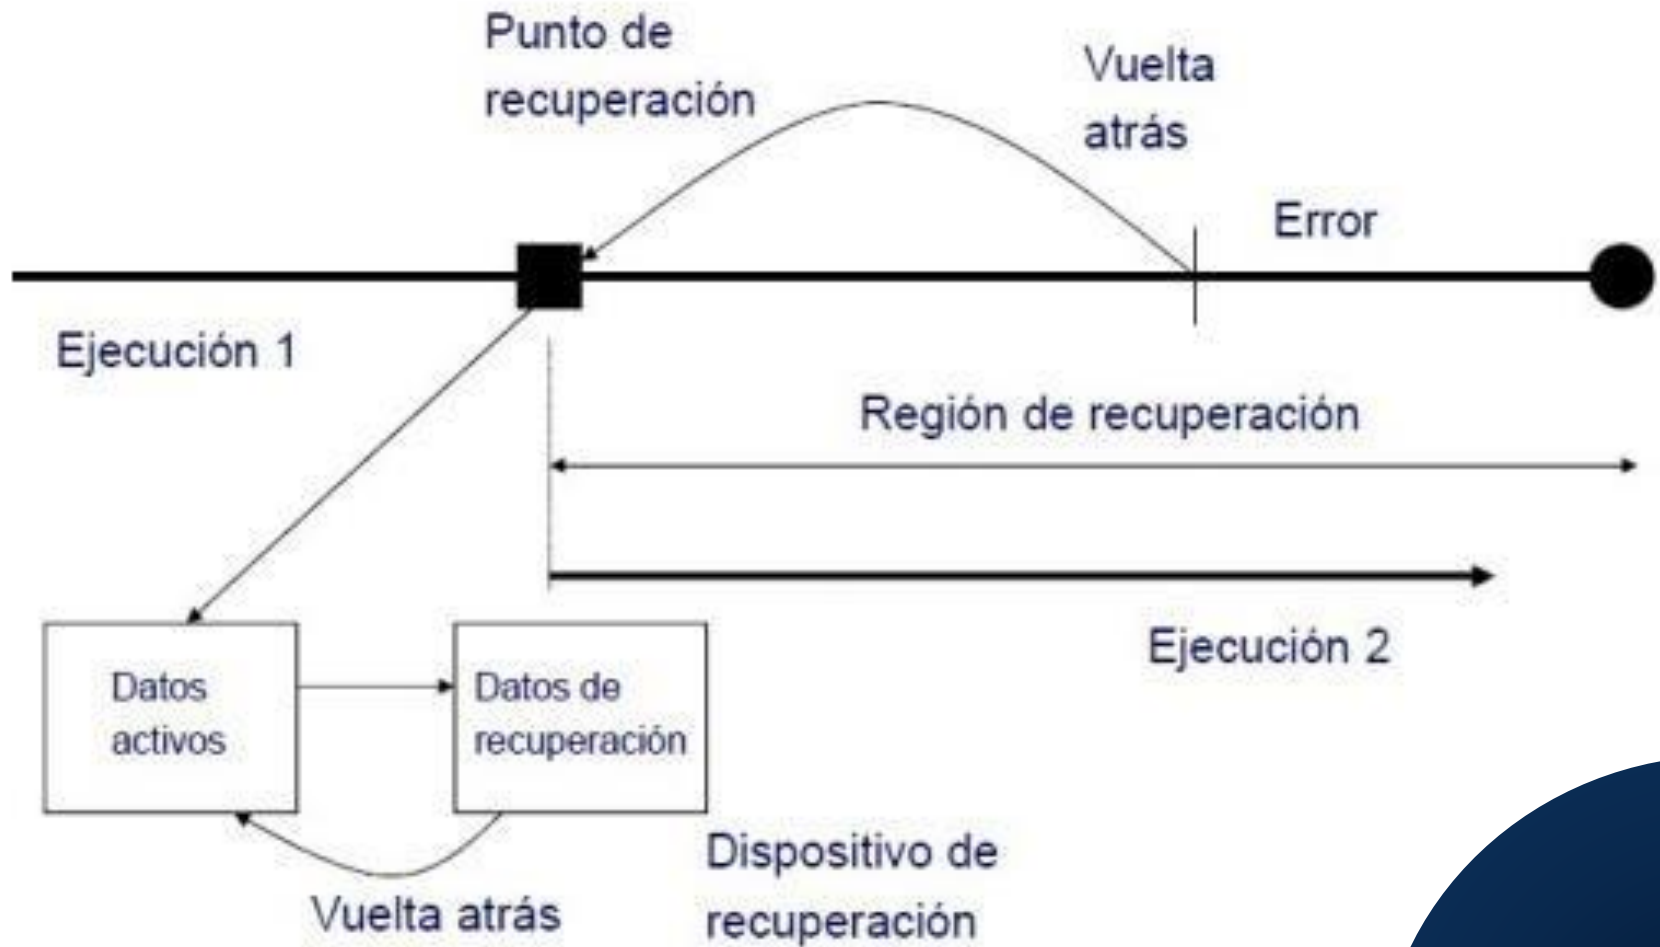 Punto de
recuperación
Vuelta
atrás
Error
Ejecución 1
Región de recuperación
Ejecución 2
Datos
activos
Datos de
recuperación
Dispositivo de
recuperación
Vuelta atrás